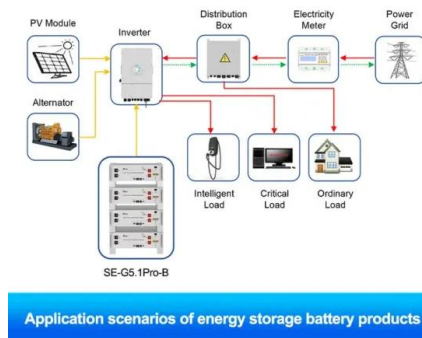 PV Module
Inverter
Distribution
Box
Electricity
Meter
Power
Grid
Alternator
Intelligent
Load
Critical
Load
Ordinary
Load
SE-G5.1Pro-B
Application scenarios of energy storage battery products